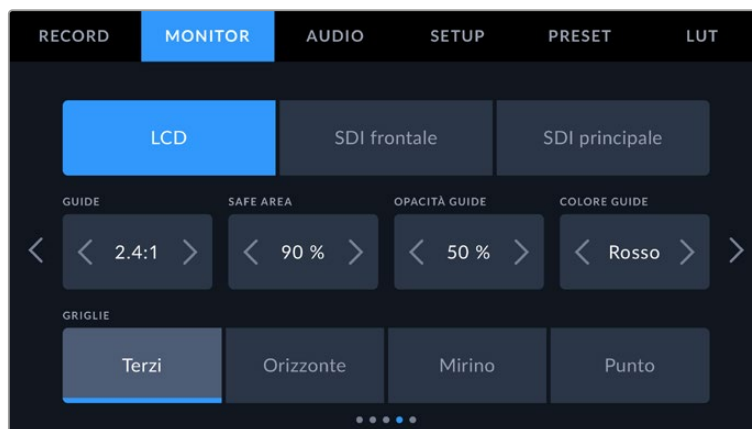 RECORD MONITOR AUDIO SETUP PRESET LUT
LCD SDI frontale SDI principale
GUIDE SAFE AREA OPACITÀ GUIDE COLORE GUIDE
2.4:1 90 % 50 % Rosso
GRIGLIE
Terzi Orizzonte Mirino Punto